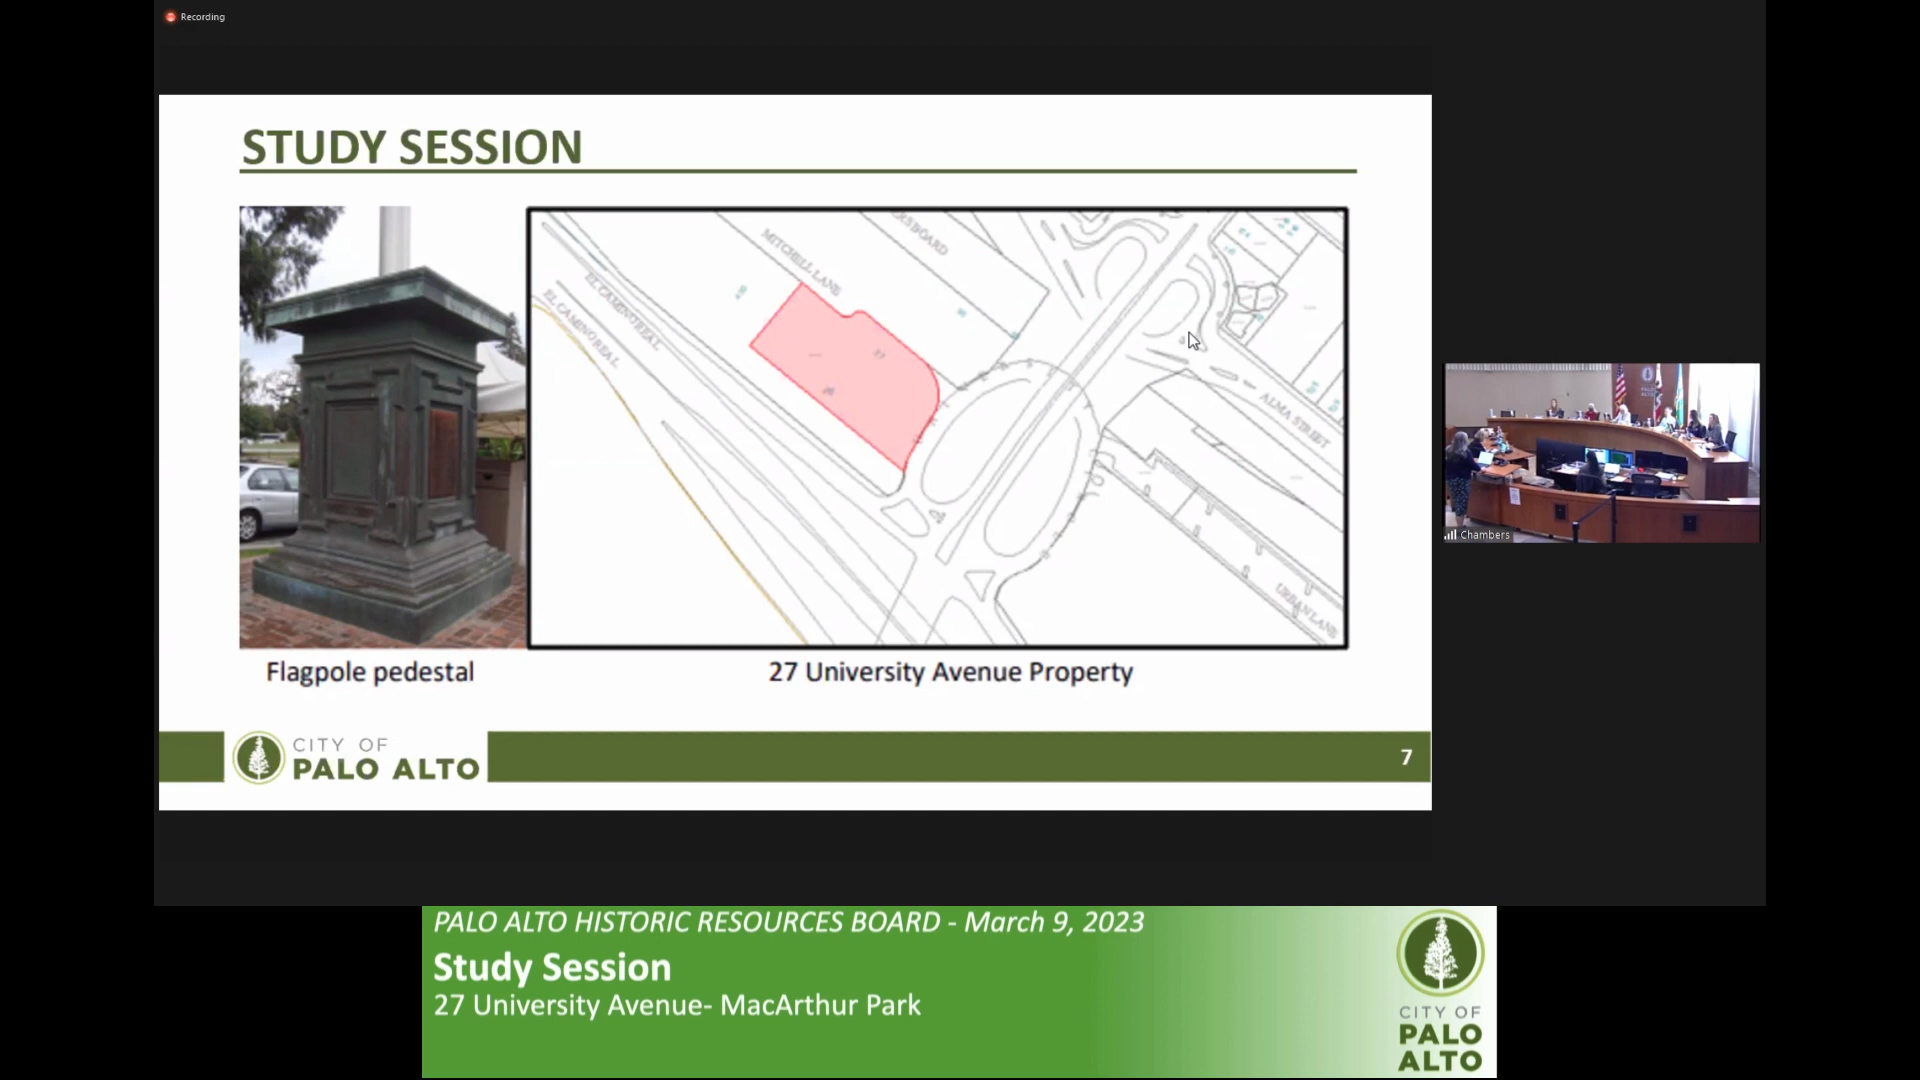 Recording
STUDY SESSION
MITCHELL LANE
ERSBOARD
EL CAMINO REAL
EL CAMINO REAL
27
ALMA STREET
URBAN LANE
Flagpole pedestal
27 University Avenue Property
CITY OF
PALO ALTO
7
Chambers
PALO ALTO HISTORIC RESOURCES BOARD - March 9, 2023
Study Session
27 University Avenue- MacArthur Park
CITY OF
PALO
ALTO